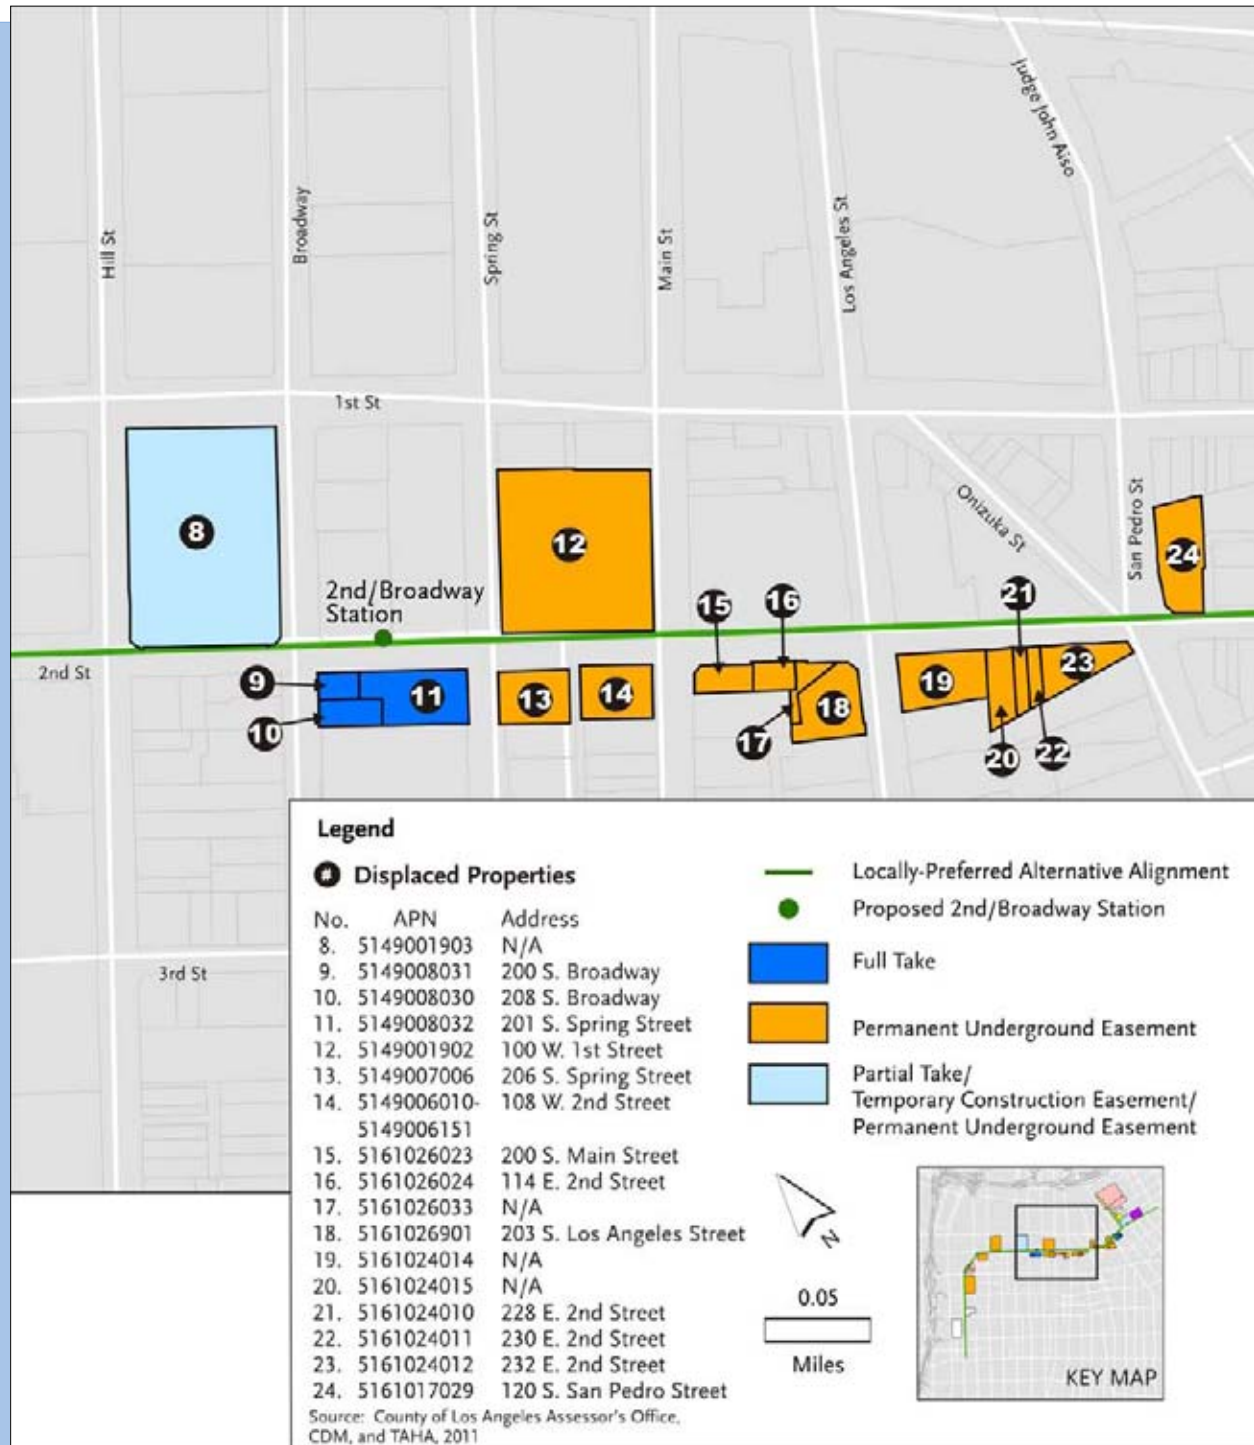 Judge John Aiso
Hill St
Broadway
Spring St
Main St
Los Angeles St
1st St
Onizuka St
San Pedro St
8
12
24
2nd/Broadway
Station
15
16
21
2nd St
9
11
13
14
19
23
10
17
18
20
22
3rd St
Legend
# Displaced Properties
No. APN Address
8. 5149001903 N/A
9. 5149008031 200 S. Broadway
10. 5149008030 208 S. Broadway
11. 5149008032 201 S. Spring Street
12. 5149001902 100 W. 1st Street
13. 5149007006 206 S. Spring Street
14. 5149006010- 108 W. 2nd Street
5149006151
15. 5161026023 200 S. Main Street
16. 5161026024 114 E. 2nd Street
17. 5161026033 N/A
18. 5161026901 203 S. Los Angeles Street
19. 5161024014 N/A
20. 5161024015 N/A
21. 5161024010 228 E. 2nd Street
22. 5161024011 230 E. 2nd Street
23. 5161024012 232 E. 2nd Street
24. 5161017029 120 S. San Pedro Street
Source: County of Los Angeles Assessor's Office,
CDM, and TAHA, 2011
Locally-Preferred Alternative Alignment
Proposed 2nd/Broadway Station
Full Take
Permanent Underground Easement
Partial Take/
Temporary Construction Easement/
Permanent Underground Easement
N
0.05
Miles
KEY MAP